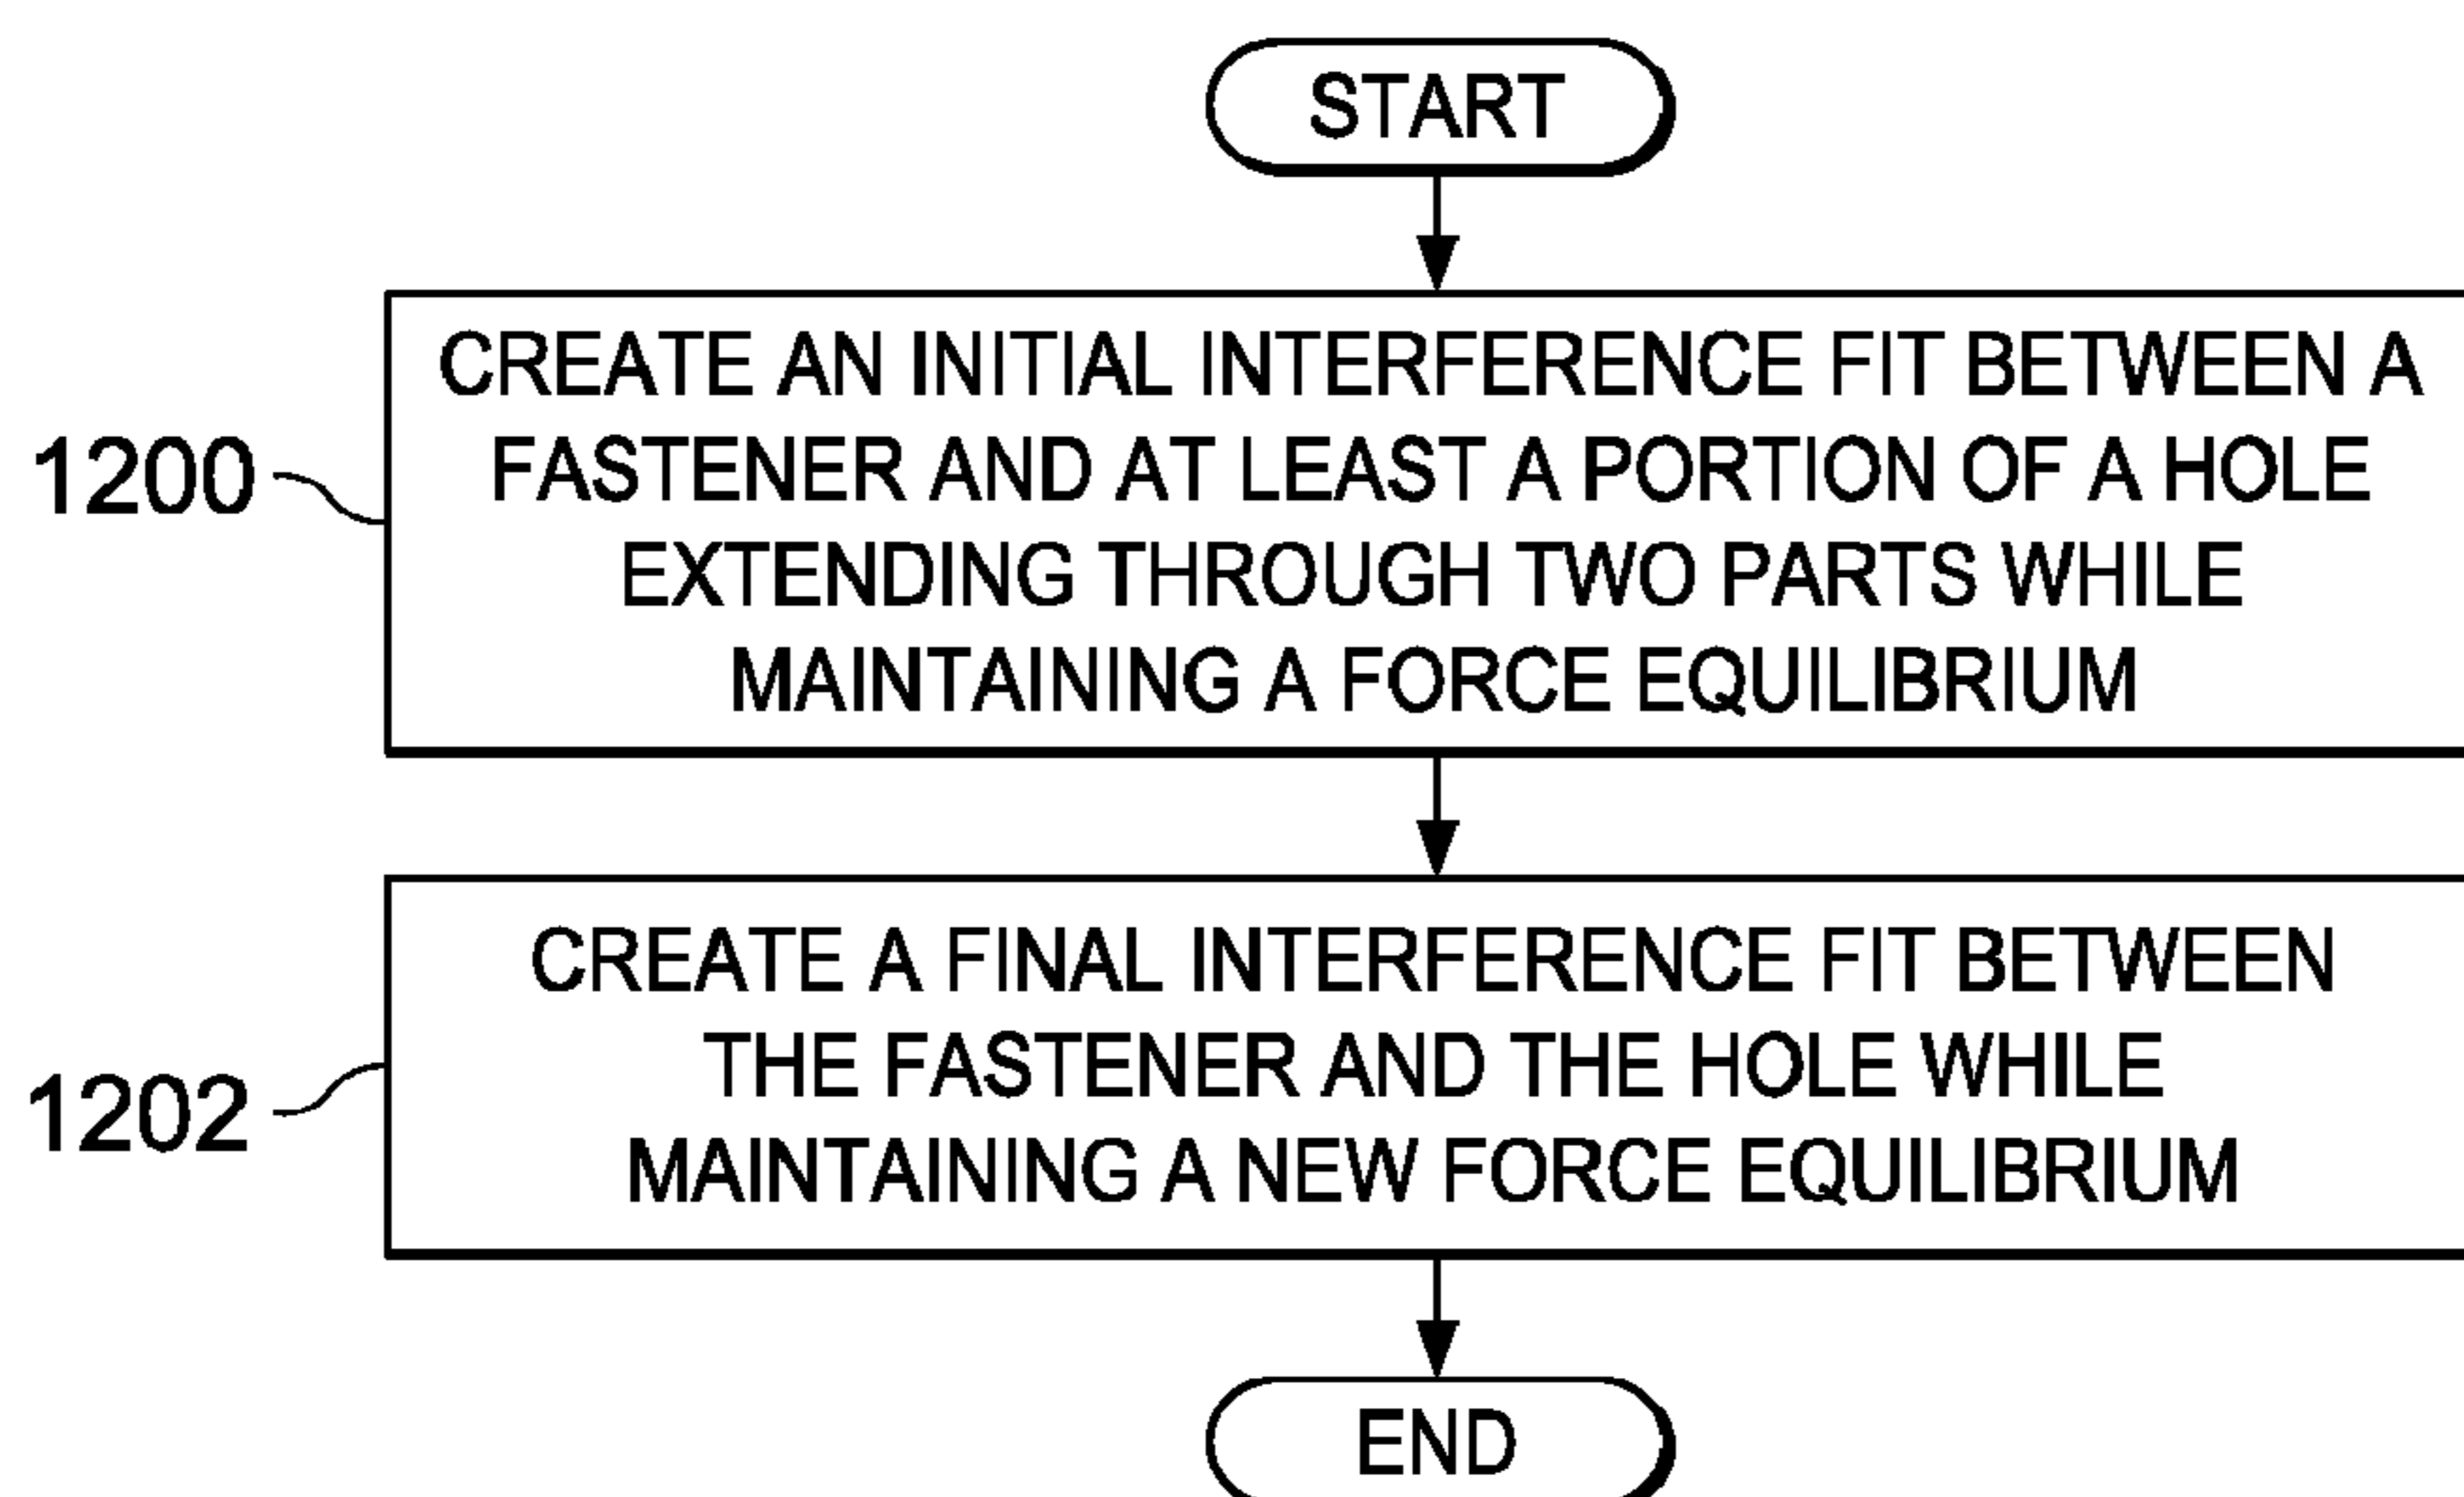 START
CREATE AN INITIAL INTERFERENCE FIT BETWEEN A
FASTENER AND AT LEAST A PORTION OF A HOLE
EXTENDING THROUGH TWO PARTS WHILE
MAINTAINING A FORCE EQUILIBRIUM
1200
CREATE A FINAL INTERFERENCE FIT BETWEEN
THE FASTENER AND THE HOLE WHILE
MAINTAINING A NEW FORCE EQUILIBRIUM
1202
END